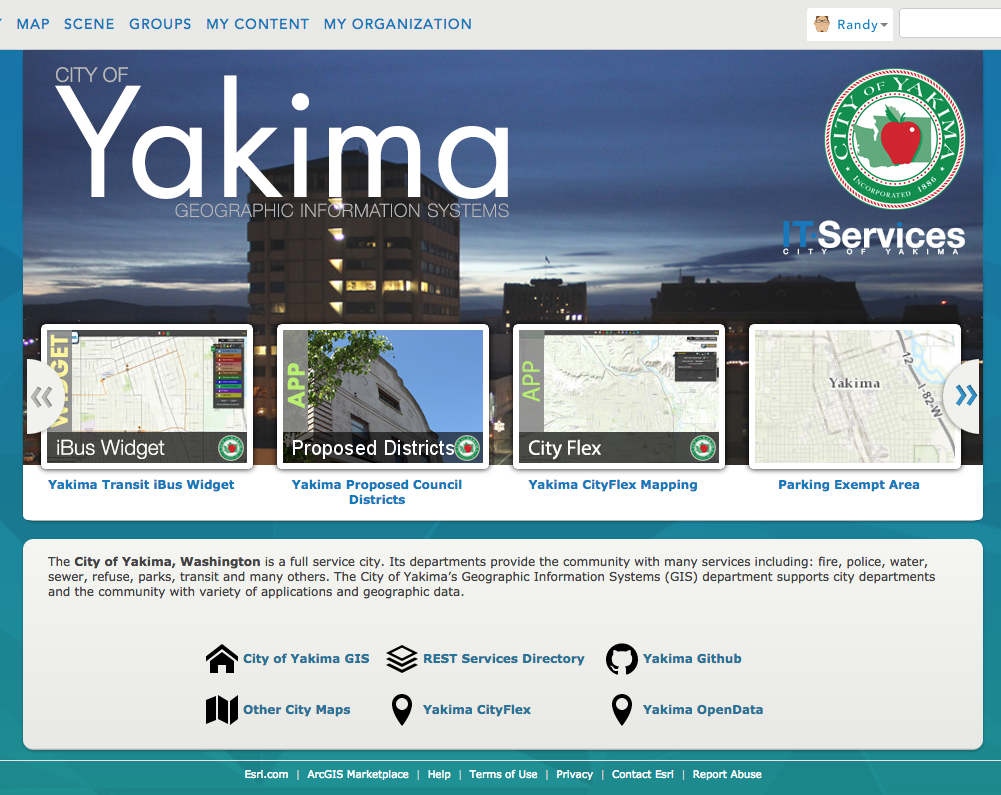 MAP SCENE GROUPS MY CONTENT MY ORGANIZATION
Randy
CITY OF
Yakima
GEOGRAPHIC INFORMATION SYSTEMS
CITY OF YAKIMA
INCORPORATED 1886
IT Services
CITY OF YAKIMA
WIDGET
iBus Widget
APP
Proposed Districts
APP
City Flex
Yakima
12
I-82-W
Yakima Transit iBus Widget
Yakima Proposed Council
Districts
Yakima CityFlex Mapping
Parking Exempt Area
The City of Yakima, Washington is a full service city. Its departments provide the community with many services including: fire, police, water,
sewer, refuse, parks, transit and many others. The City of Yakima's Geographic Information Systems (GIS) department supports city departments
and the community with variety of applications and geographic data.
City of Yakima GIS
REST Services Directory
Yakima Github
Other City Maps
Yakima CityFlex
Yakima OpenData
Esri.com | ArcGIS Marketplace | Help | Terms of Use | Privacy | Contact Esri | Report Abuse